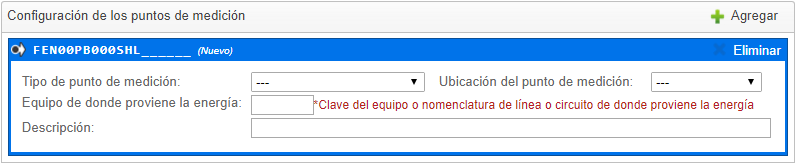 Configuración de los puntos de medición Agregar
FEN00PB000SHL______ (Nuevo) Eliminar
Tipo de punto de medición: --- Ubicación del punto de medición: ---
Equipo de donde proviene la energía: *Clave del equipo o nomenclatura de línea o circuito de donde proviene la energía
Descripción: